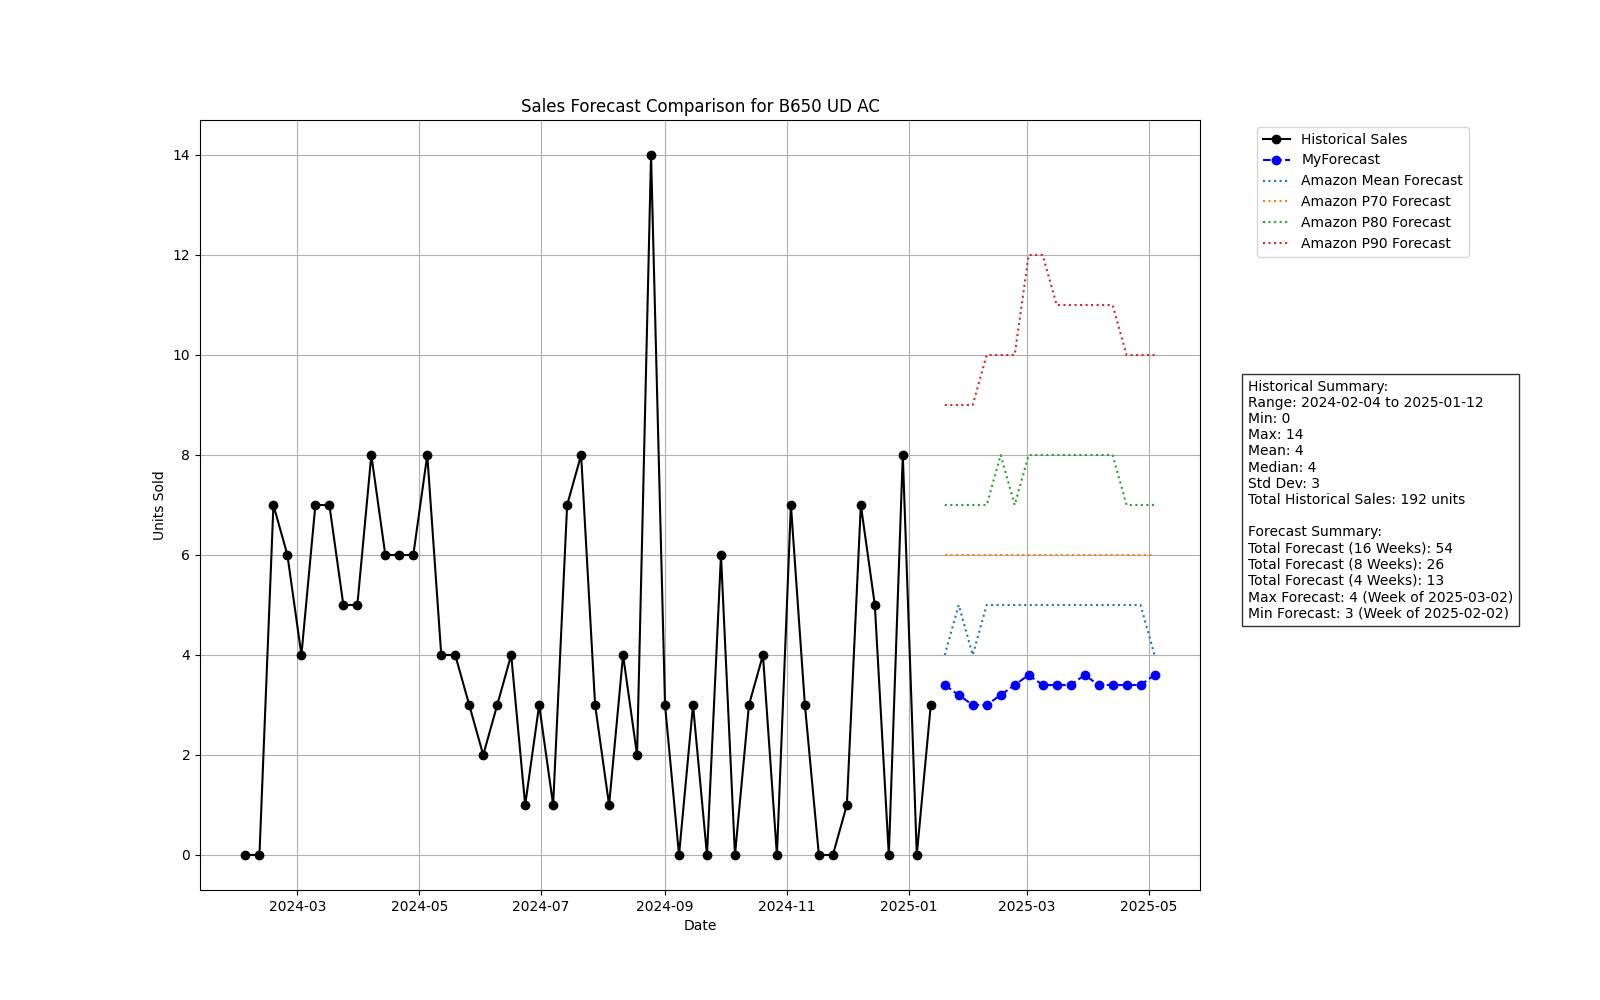 Sales Forecast Comparison for B650 UD AC
Units Sold
14
12
10
8
6
4
2
0
2024-03
2024-05
2024-07
2024-09
2024-11
2025-01
2025-03
2025-05
Date
Historical Sales
MyForecast
Amazon Mean Forecast
Amazon P70 Forecast
Amazon P80 Forecast
Amazon P90 Forecast
Historical Summary:
Range: 2024-02-04 to 2025-01-12
Min: 0
Max: 14
Mean: 4
Median: 4
Std Dev: 3
Total Historical Sales: 192 units
Forecast Summary:
Total Forecast (16 Weeks): 54
Total Forecast (8 Weeks): 26
Total Forecast (4 Weeks): 13
Max Forecast: 4 (Week of 2025-03-02)
Min Forecast: 3 (Week of 2025-02-02)